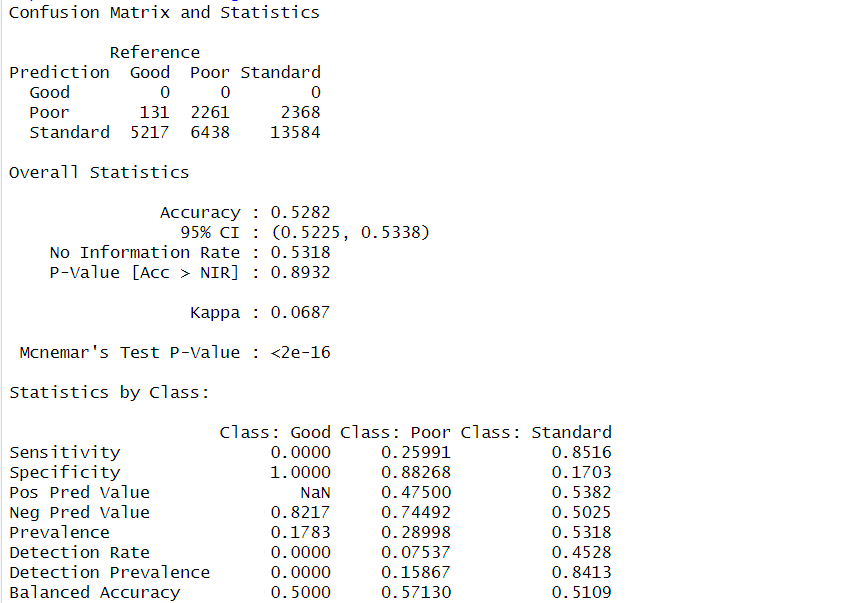 Confusion Matrix and Statistics
Reference
Prediction Good Poor Standard
Good 0 0 0
Poor 131 2261 2368
Standard 5217 6438 13584
Overall Statistics
Accuracy : 0.5282
95% CI : (0.5225, 0.5338)
No Information Rate : 0.5318
P-Value [Acc > NIR] : 0.8932
Kappa : 0.0687
Mcnemar's Test P-Value : <2e-16
Statistics by Class:
Class: Good Class: Poor Class: Standard
Sensitivity 0.0000 0.25991 0.8516
Specificity 1.0000 0.88268 0.1703
Pos Pred Value NaN 0.47500 0.5382
Neg Pred Value 0.8217 0.74492 0.5025
Prevalence 0.1783 0.28998 0.5318
Detection Rate 0.0000 0.07537 0.4528
Detection Prevalence 0.0000 0.15867 0.8413
Balanced Accuracy 0.5000 0.57130 0.5109